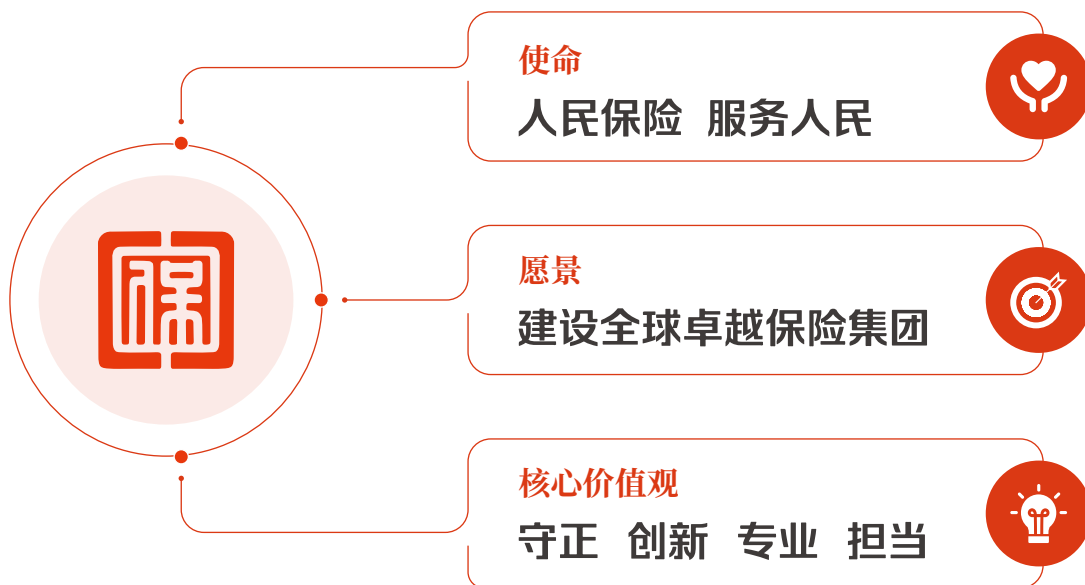 保
使命
人民保险 服务人民
愿景
建设全球卓越保险集团
核心价值观
守正 创新 专业 担当